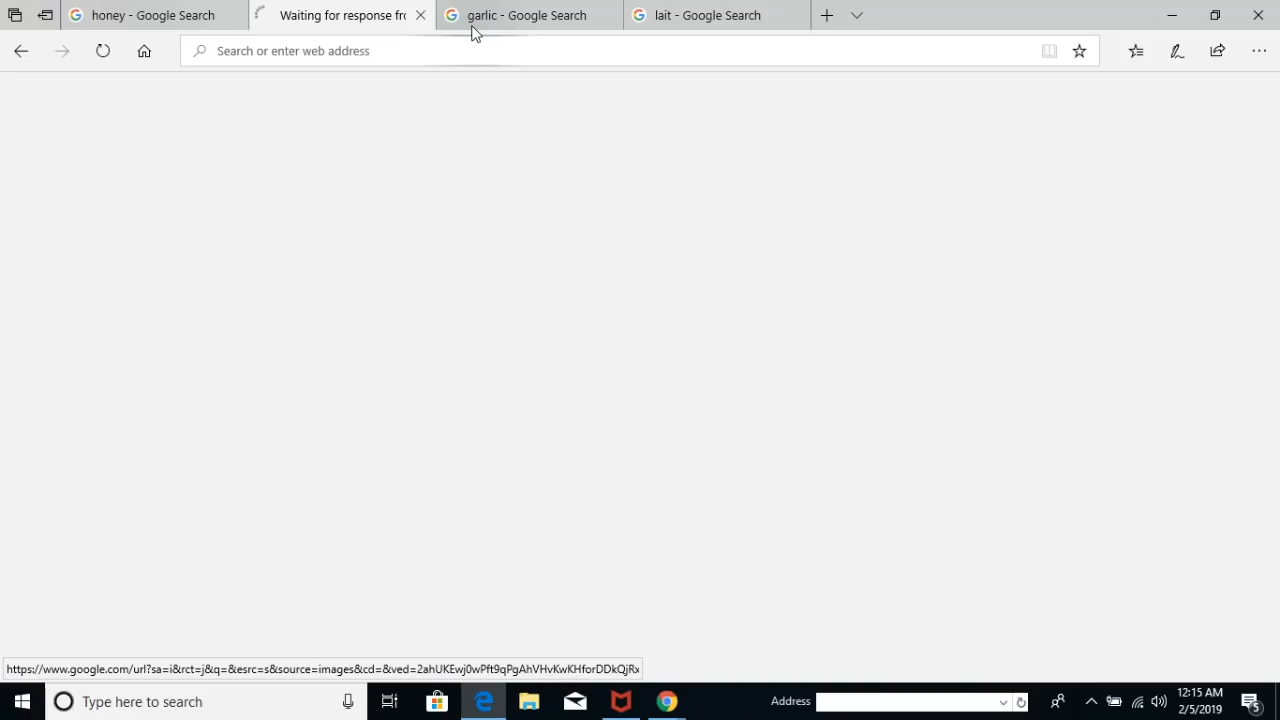 honey - Google Search
Waiting for response fro
garlic - Google Search
lait - Google Search
Search or enter web address
https://www.google.com/url?sa=i&rct=j&q=&esrc=s&source=images&cd=&ved=2ahUKEwj0wPft9qPgAhVHvKwKHforDDkQjRx
Type here to search
Address
12:15 AM
2/5/2019
5